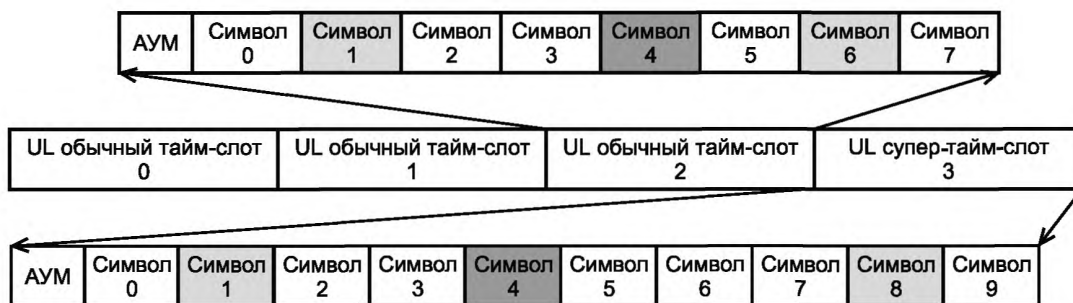 АУМ Символ 0 Символ 1 Символ 2 Символ 3 Символ 4 Символ 5 Символ 6 Символ 7
UL обычный тайм-слот 0 UL обычный тайм-слот 1 UL обычный тайм-слот 2 UL супер-тайм-слот 3
АУМ Символ 0 Символ 1 Символ 2 Символ 3 Символ 4 Символ 5 Символ 6 Символ 7 Символ 8 Символ 9